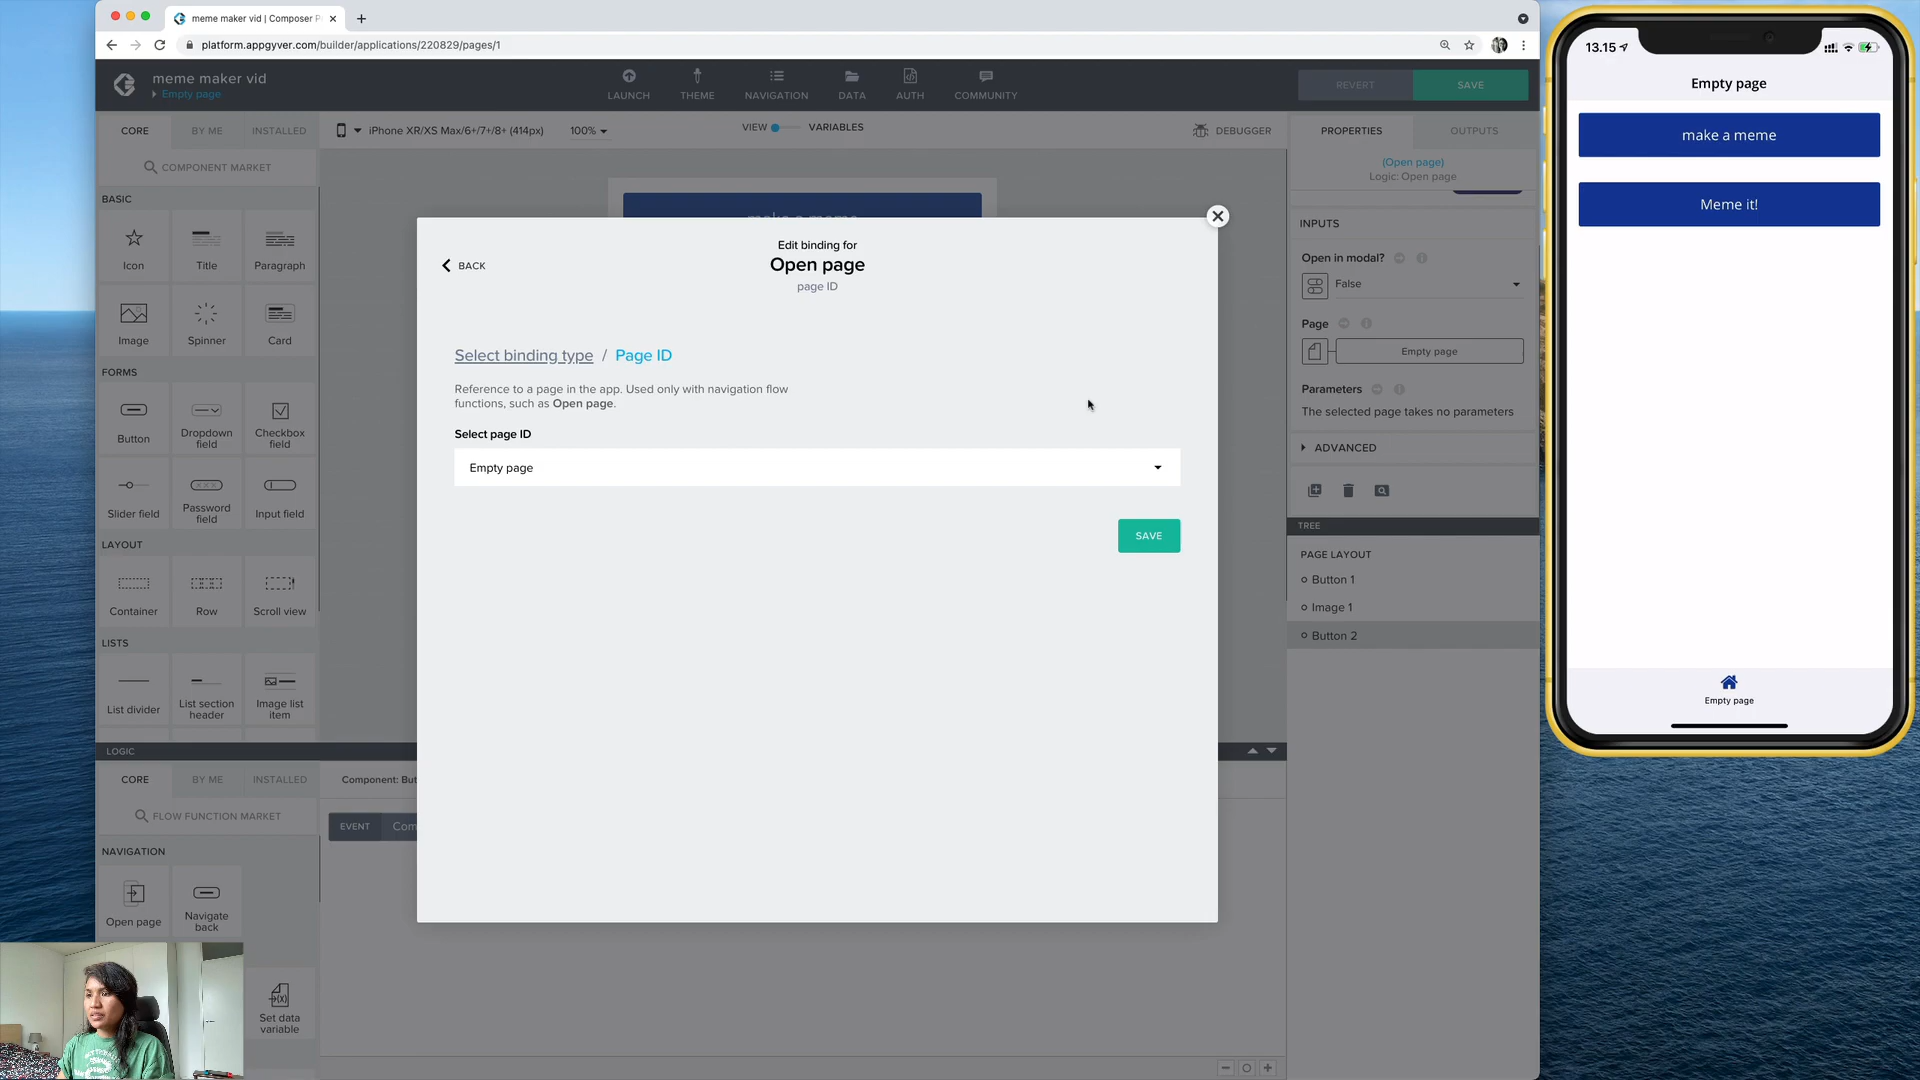 meme maker vid | Composer P
platform.appgyver.com/builder/applications/220829/pages/1
meme maker vid
Empty page
LAUNCH
THEME
NAVIGATION
DATA
AUTH
COMMUNITY
REVERT
SAVE
CORE
BY ME
INSTALLED
iPhone XR/XS Max/6+/7+/8+ (414px)
100%
VIEW
VARIABLES
DEBUGGER
PROPERTIES
OUTPUTS
COMPONENT MARKET
(Open page)
Logic: Open page
BASIC
Icon
Title
Paragraph
Image
Spinner
Card
FORMS
Button
Dropdown
field
Checkbox
field
Slider field
Password
field
Input field
LAYOUT
Container
Row
Scroll view
LISTS
List divider
List section
header
Image list
item
LOGIC
CORE
BY ME
INSTALLED
FLOW FUNCTION MARKET
NAVIGATION
Open page
Navigate
back
Set data
variable
Component: But
EVENT
Com
make a meme
BACK
Edit binding for
Open page
page ID
Select binding type / Page ID
Reference to a page in the app. Used only with navigation flow
functions, such as Open page.
Select page ID
Empty page
SAVE
INPUTS
Open in modal?
False
Page
Empty page
Parameters
The selected page takes no parameters
ADVANCED
TREE
PAGE LAYOUT
Button 1
Image 1
Button 2
13.15
Empty page
make a meme
Meme it!
Empty page